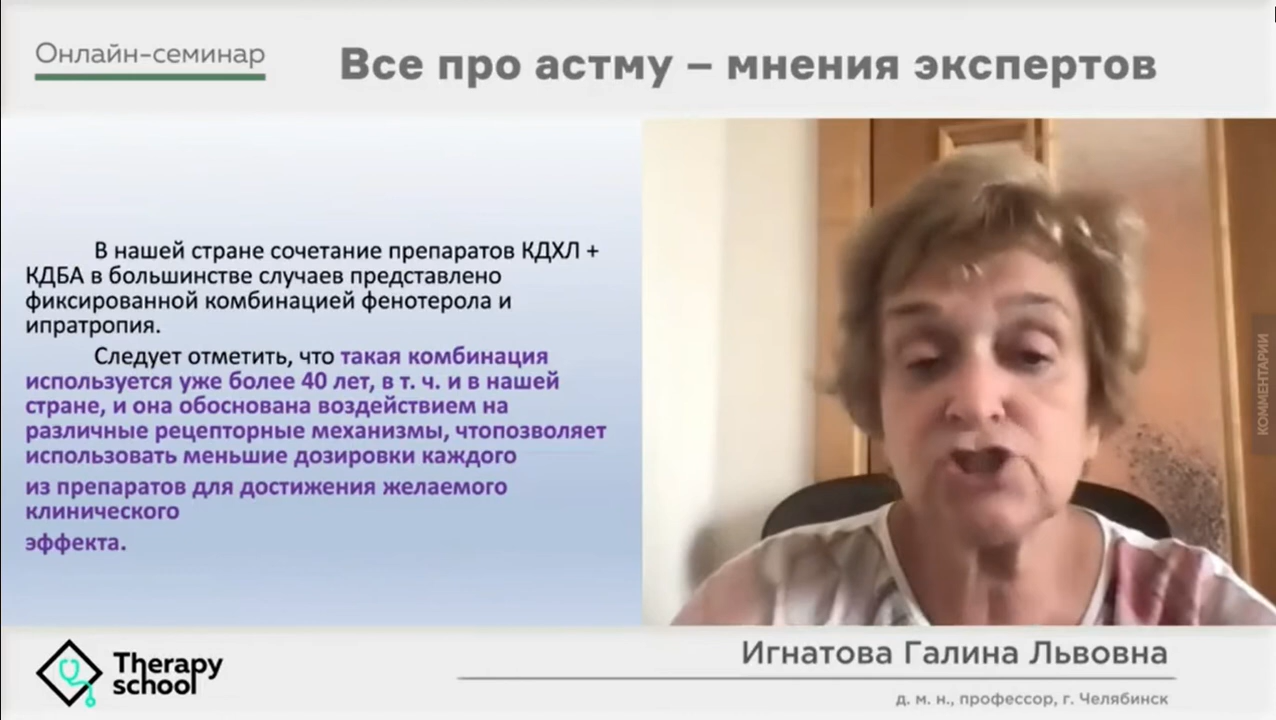 Онлайн-семинар
Все про астму – мнения экспертов
В нашей стране сочетание препаратов КДХЛ +
КДБА в большинстве случаев представлено
фиксированной комбинацией фенотерола и
ипратропия.
Следует отметить, что такая комбинация
используется уже более 40 лет, в т. ч. и в нашей
стране, и она обоснована воздействием на
различные рецепторные механизмы, чтопозволяет
использовать меньшие дозировки каждого
из препаратов для достижения желаемого
клинического
эффекта.
КОММЕНТАРИИ
Therapy
school
Игнатова Галина Львовна
д. м. н., профессор, г. Челябинск